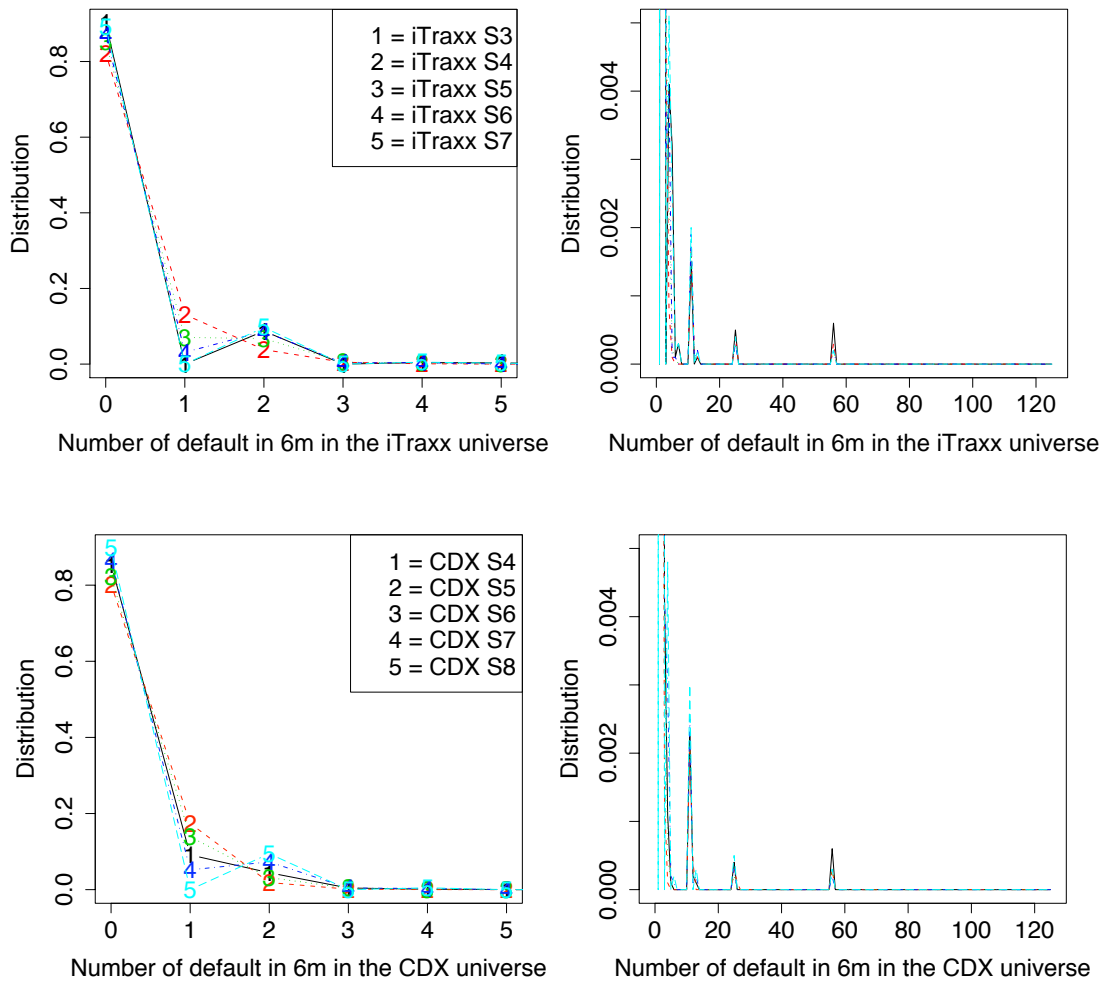 1 = iTraxx S3
2 = iTraxx S4
3 = iTraxx S5
4 = iTraxx S6
5 = iTraxx S7
Distribution
0.0 0.2 0.4 0.6 0.8
0 1 2 3 4 5
Number of default in 6m in the iTraxx universe
Distribution
0.000 0.002 0.004
0 20 40 60 80 100 120
Number of default in 6m in the iTraxx universe
1 = CDX S4
2 = CDX S5
3 = CDX S6
4 = CDX S7
5 = CDX S8
Distribution
0.0 0.2 0.4 0.6 0.8
0 1 2 3 4 5
Number of default in 6m in the CDX universe
Distribution
0.000 0.002 0.004
0 20 40 60 80 100 120
Number of default in 6m in the CDX universe